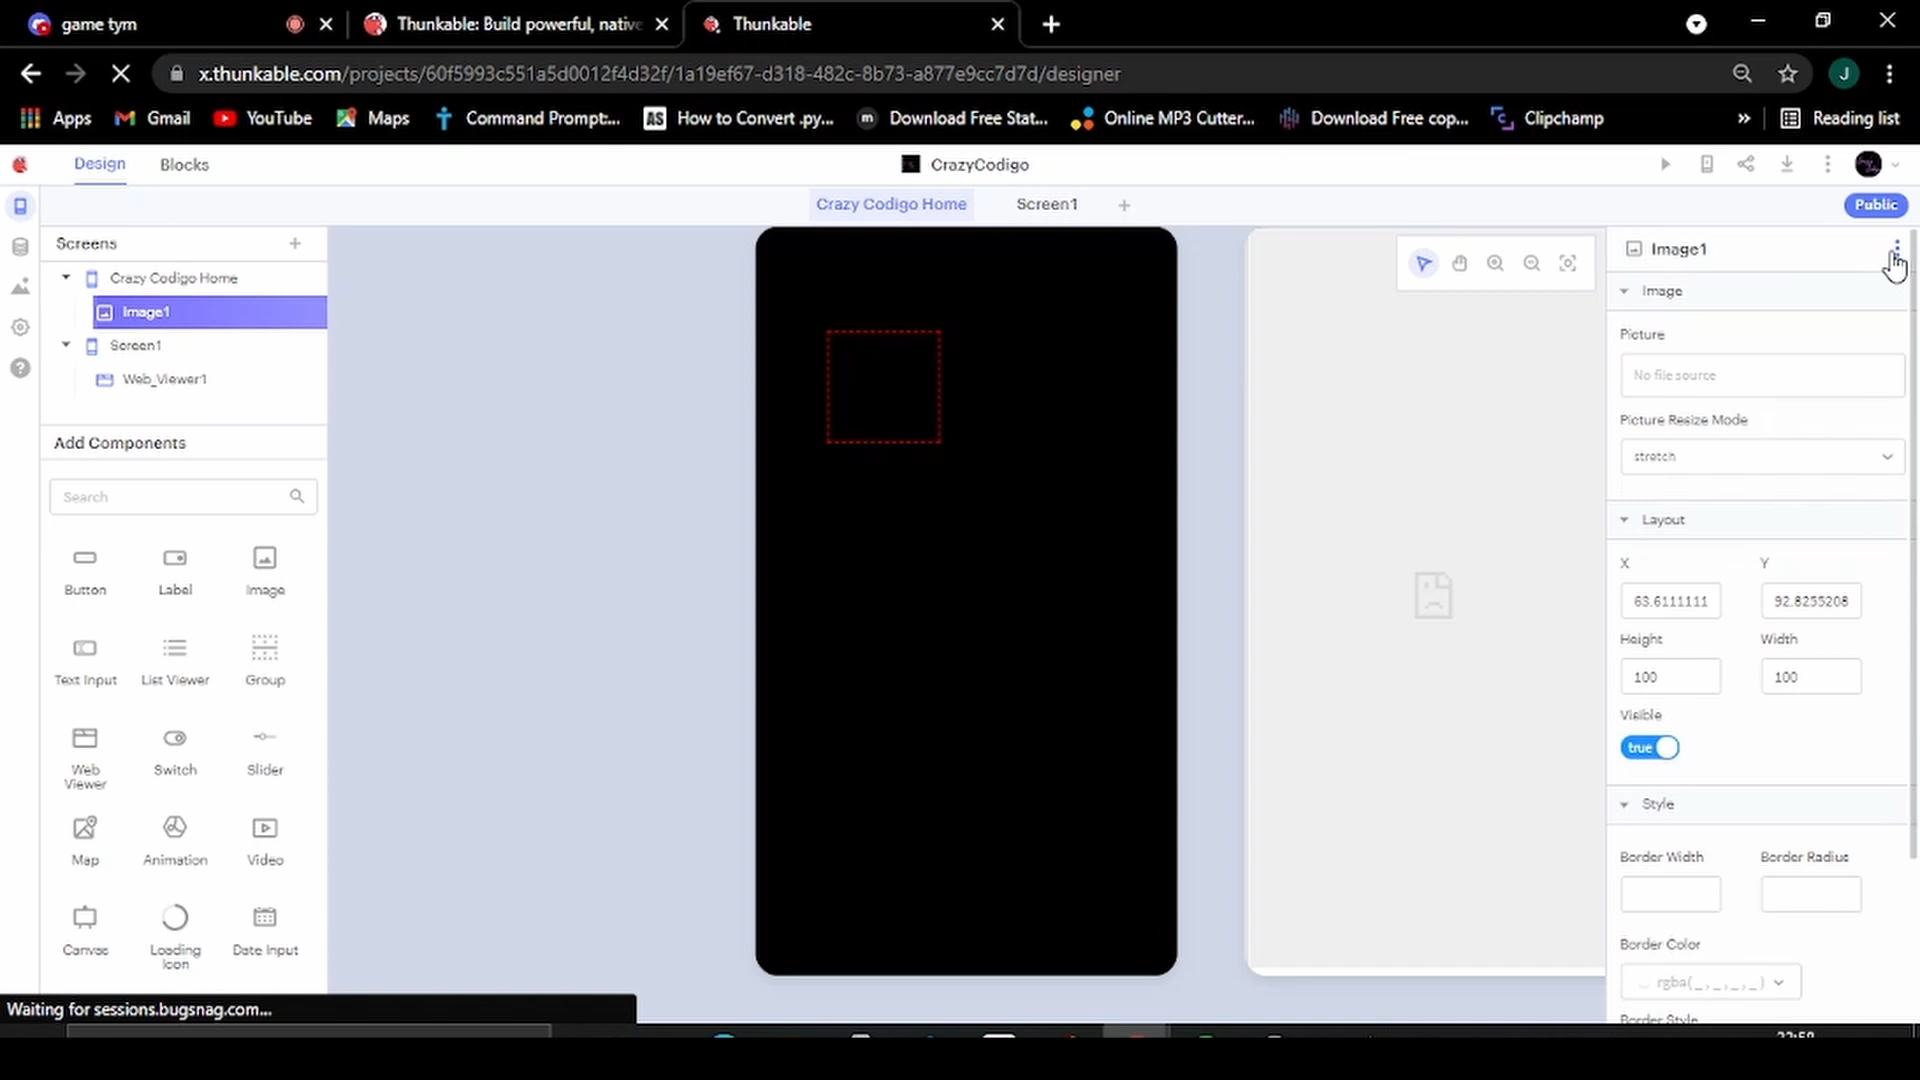 game tym
Thunkable: Build powerful, nativ
Thunkable
x.thunkable.com/projects/60f5993c551a5d0012f4d32f/1a19ef67-d318-482c-8b73-a877e9cc7d7d/designer
J
Apps
Gmail
YouTube
Maps
Command Prompt:...
AS
How to Convert .py...
m
Download Free Stat...
Online MP3 Cutter...
Download Free cop...
Clipchamp
»
Reading list
Design
Blocks
CrazyCodigo
Crazy Codigo Home
Screen1
Public
Screens
Crazy Codigo Home
Image1
Screen1
Web_Viewer1
Add Components
Search
Button
Label
Image
Text Input
List Viewer
Group
Web
Viewer
Switch
Slider
Map
Animation
Video
Canvas
Loading
Icon
Date Input
Image1
Image
Picture
No file source
Picture Resize Mode
stretch
Layout
X
Y
63.6111111
92.8255208
Height
Width
100
100
Visible
true
Style
Border Width
Border Radius
Border Color
rgba(_,_,_,_)
Border Style
Waiting for sessions.bugsnag.com...